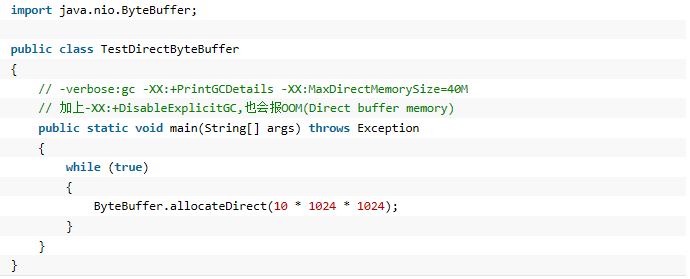 import java.nio.ByteBuffer;
public class TestDirectByteBuffer
{
// -verbose:gc -XX:+PrintGCDetails -XX:MaxDirectMemorySize=40M
// 加上-XX:+DisableExplicitGC,也会报OOM(Direct buffer memory)
public static void main(String[] args) throws Exception
{
while (true)
{
ByteBuffer.allocateDirect(10 * 1024 * 1024);
}
}
}